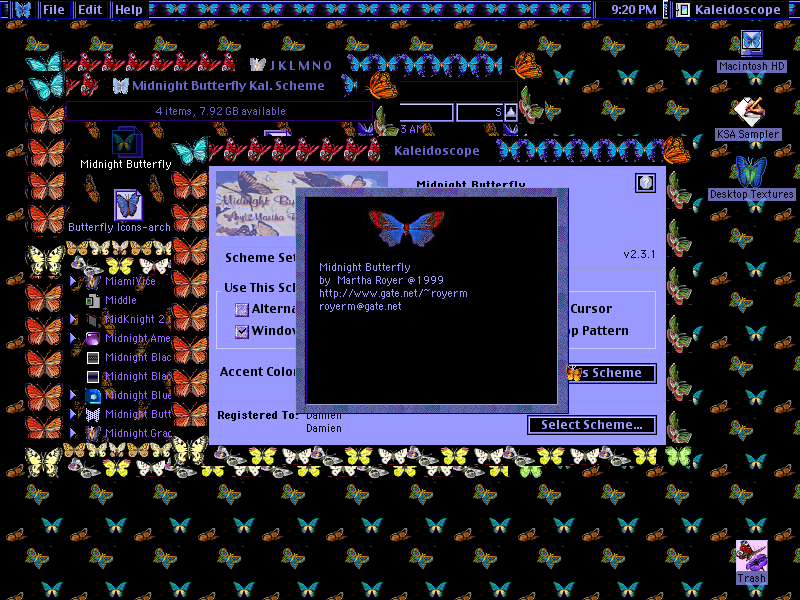 File Edit Help
9:20 PM
Kaleidoscope
J K L M N O
Midnight Butterfly Kal. Scheme
4 items, 7.92 GB available
S
3 AM
Midnight Butterfly
Butterfly Icons-arch
MiamiVice
Middle
MidKnight 2
Midnight Ame
Midnight Blac
Midnight Blac
Midnight Blue
Midnight Butt
Midnight Grac
Kaleidoscope
Midnight Butterfly
v2.3.1
Scheme Set
Use This Sch
Alterna
Cursor
Window
p Pattern
Accent Color
s Scheme
Registered To: Damien
Damien
Select Scheme...
Midnight Butterfly
by Martha Royer @1999
http://www.gate.net/~royerm
royerm@gate.net
Macintosh HD
KSA Sampler
Desktop Textures
Trash